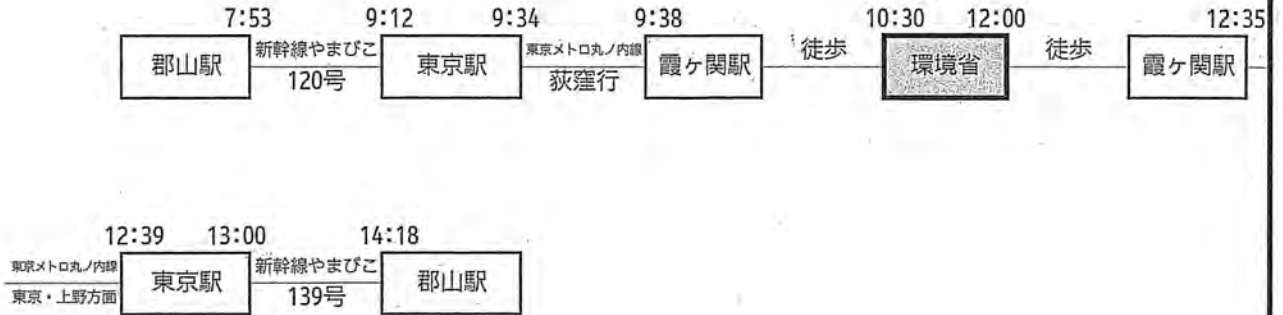 7:53 9:12 9:34 9:38 10:30 12:00 12:35
郡山駅 新幹線やまびこ 120号 東京駅 東京メトロ丸ノ内線 荻窪行 霞ヶ関駅 徒歩 環境省 徒歩 霞ヶ関駅
12:39 13:00 14:18
東京メトロ丸ノ内線 東京・上野方面 東京駅 新幹線やまびこ 139号 郡山駅